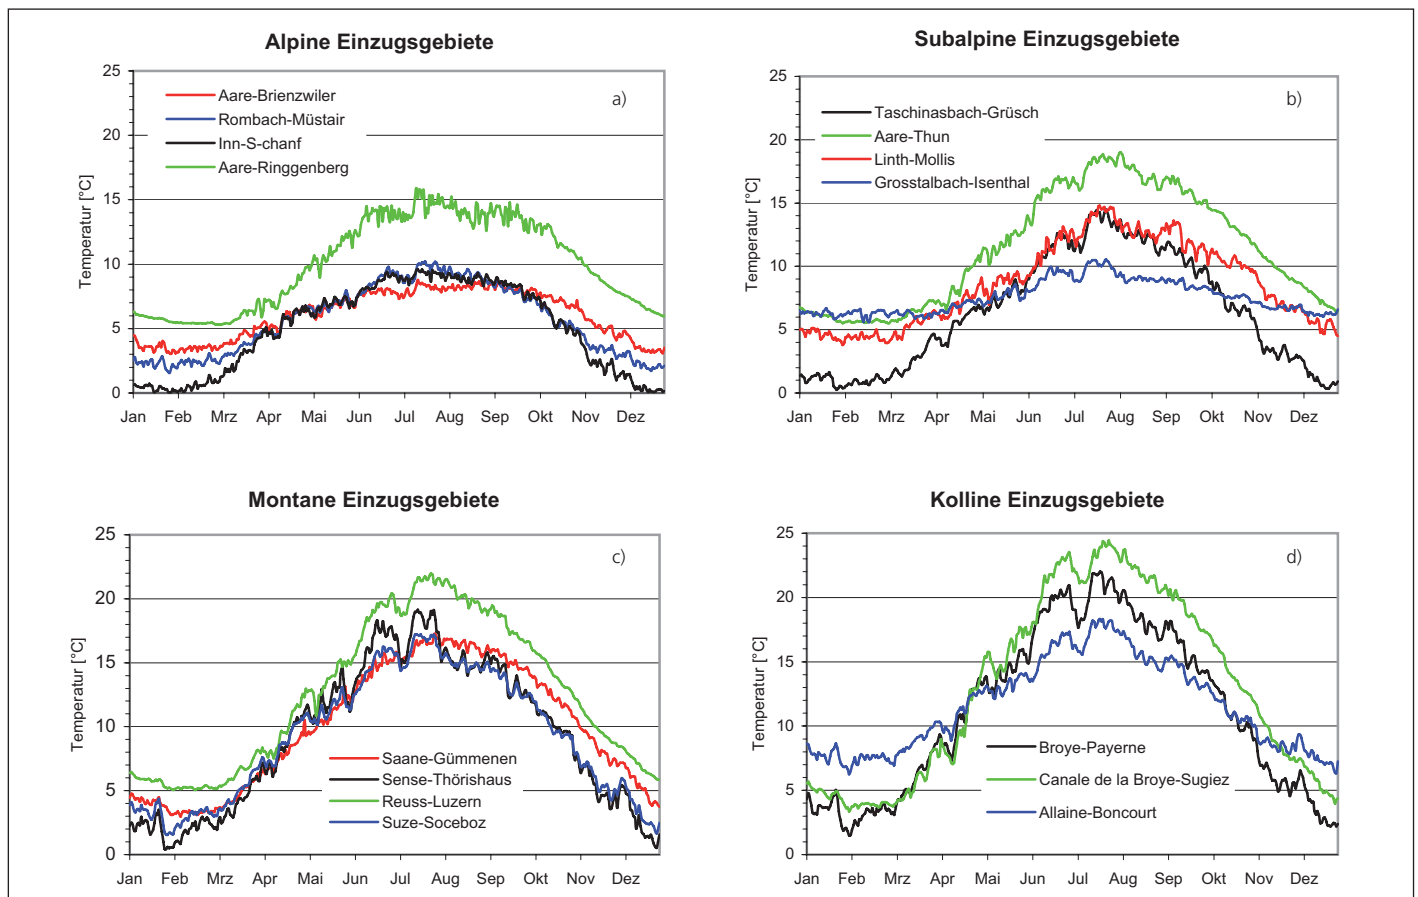 Alpine Einzugsgebiete
a)
Temperatur [°C]
25
20
15
10
5
0
Aare-Brienzwiler
Rombach-Müstair
Inn-S-chanf
Aare-Ringgenberg
Jan Feb Mrz Apr Mai Jun Jul Aug Sep Okt Nov Dez
Subalpine Einzugsgebiete
b)
Temperatur [°C]
25
20
15
10
5
0
Taschinasbach-Grüsch
Aare-Thun
Linth-Mollis
Grosstalbach-Isenthal
Jan Feb Mrz Apr Mai Jun Jul Aug Sep Okt Nov Dez
Montane Einzugsgebiete
c)
Temperatur [°C]
25
20
15
10
5
0
Saane-Gümmenen
Sense-Thörishaus
Reuss-Luzern
Suze-Soceboz
Jan Feb Mrz Apr Mai Jun Jul Aug Sep Okt Nov Dez
Kolline Einzugsgebiete
d)
Temperatur [°C]
25
20
15
10
5
0
Broye-Payerne
Canale de la Broye-Sugiez
Allaine-Boncourt
Jan Feb Mrz Apr Mai Jun Jul Aug Sep Okt Nov Dez